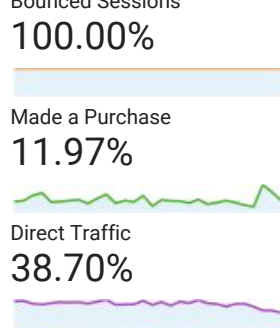 Bounced Sessions
100.00%
Made a Purchase
11.97%
Direct Traffic
38.70%